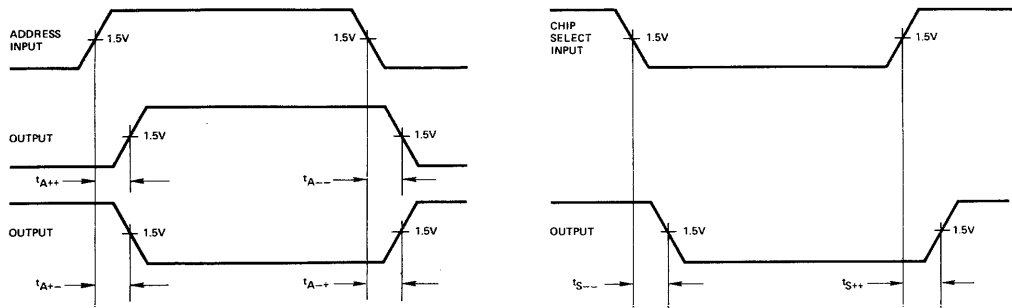 ADDRESS
INPUT
1.5V
1.5V
OUTPUT
1.5V
1.5V
tA++
tA--
OUTPUT
1.5V
1.5V
tA+-
tA-+
CHIP
SELECT
INPUT
1.5V
1.5V
OUTPUT
1.5V
1.5V
tS--
tS++